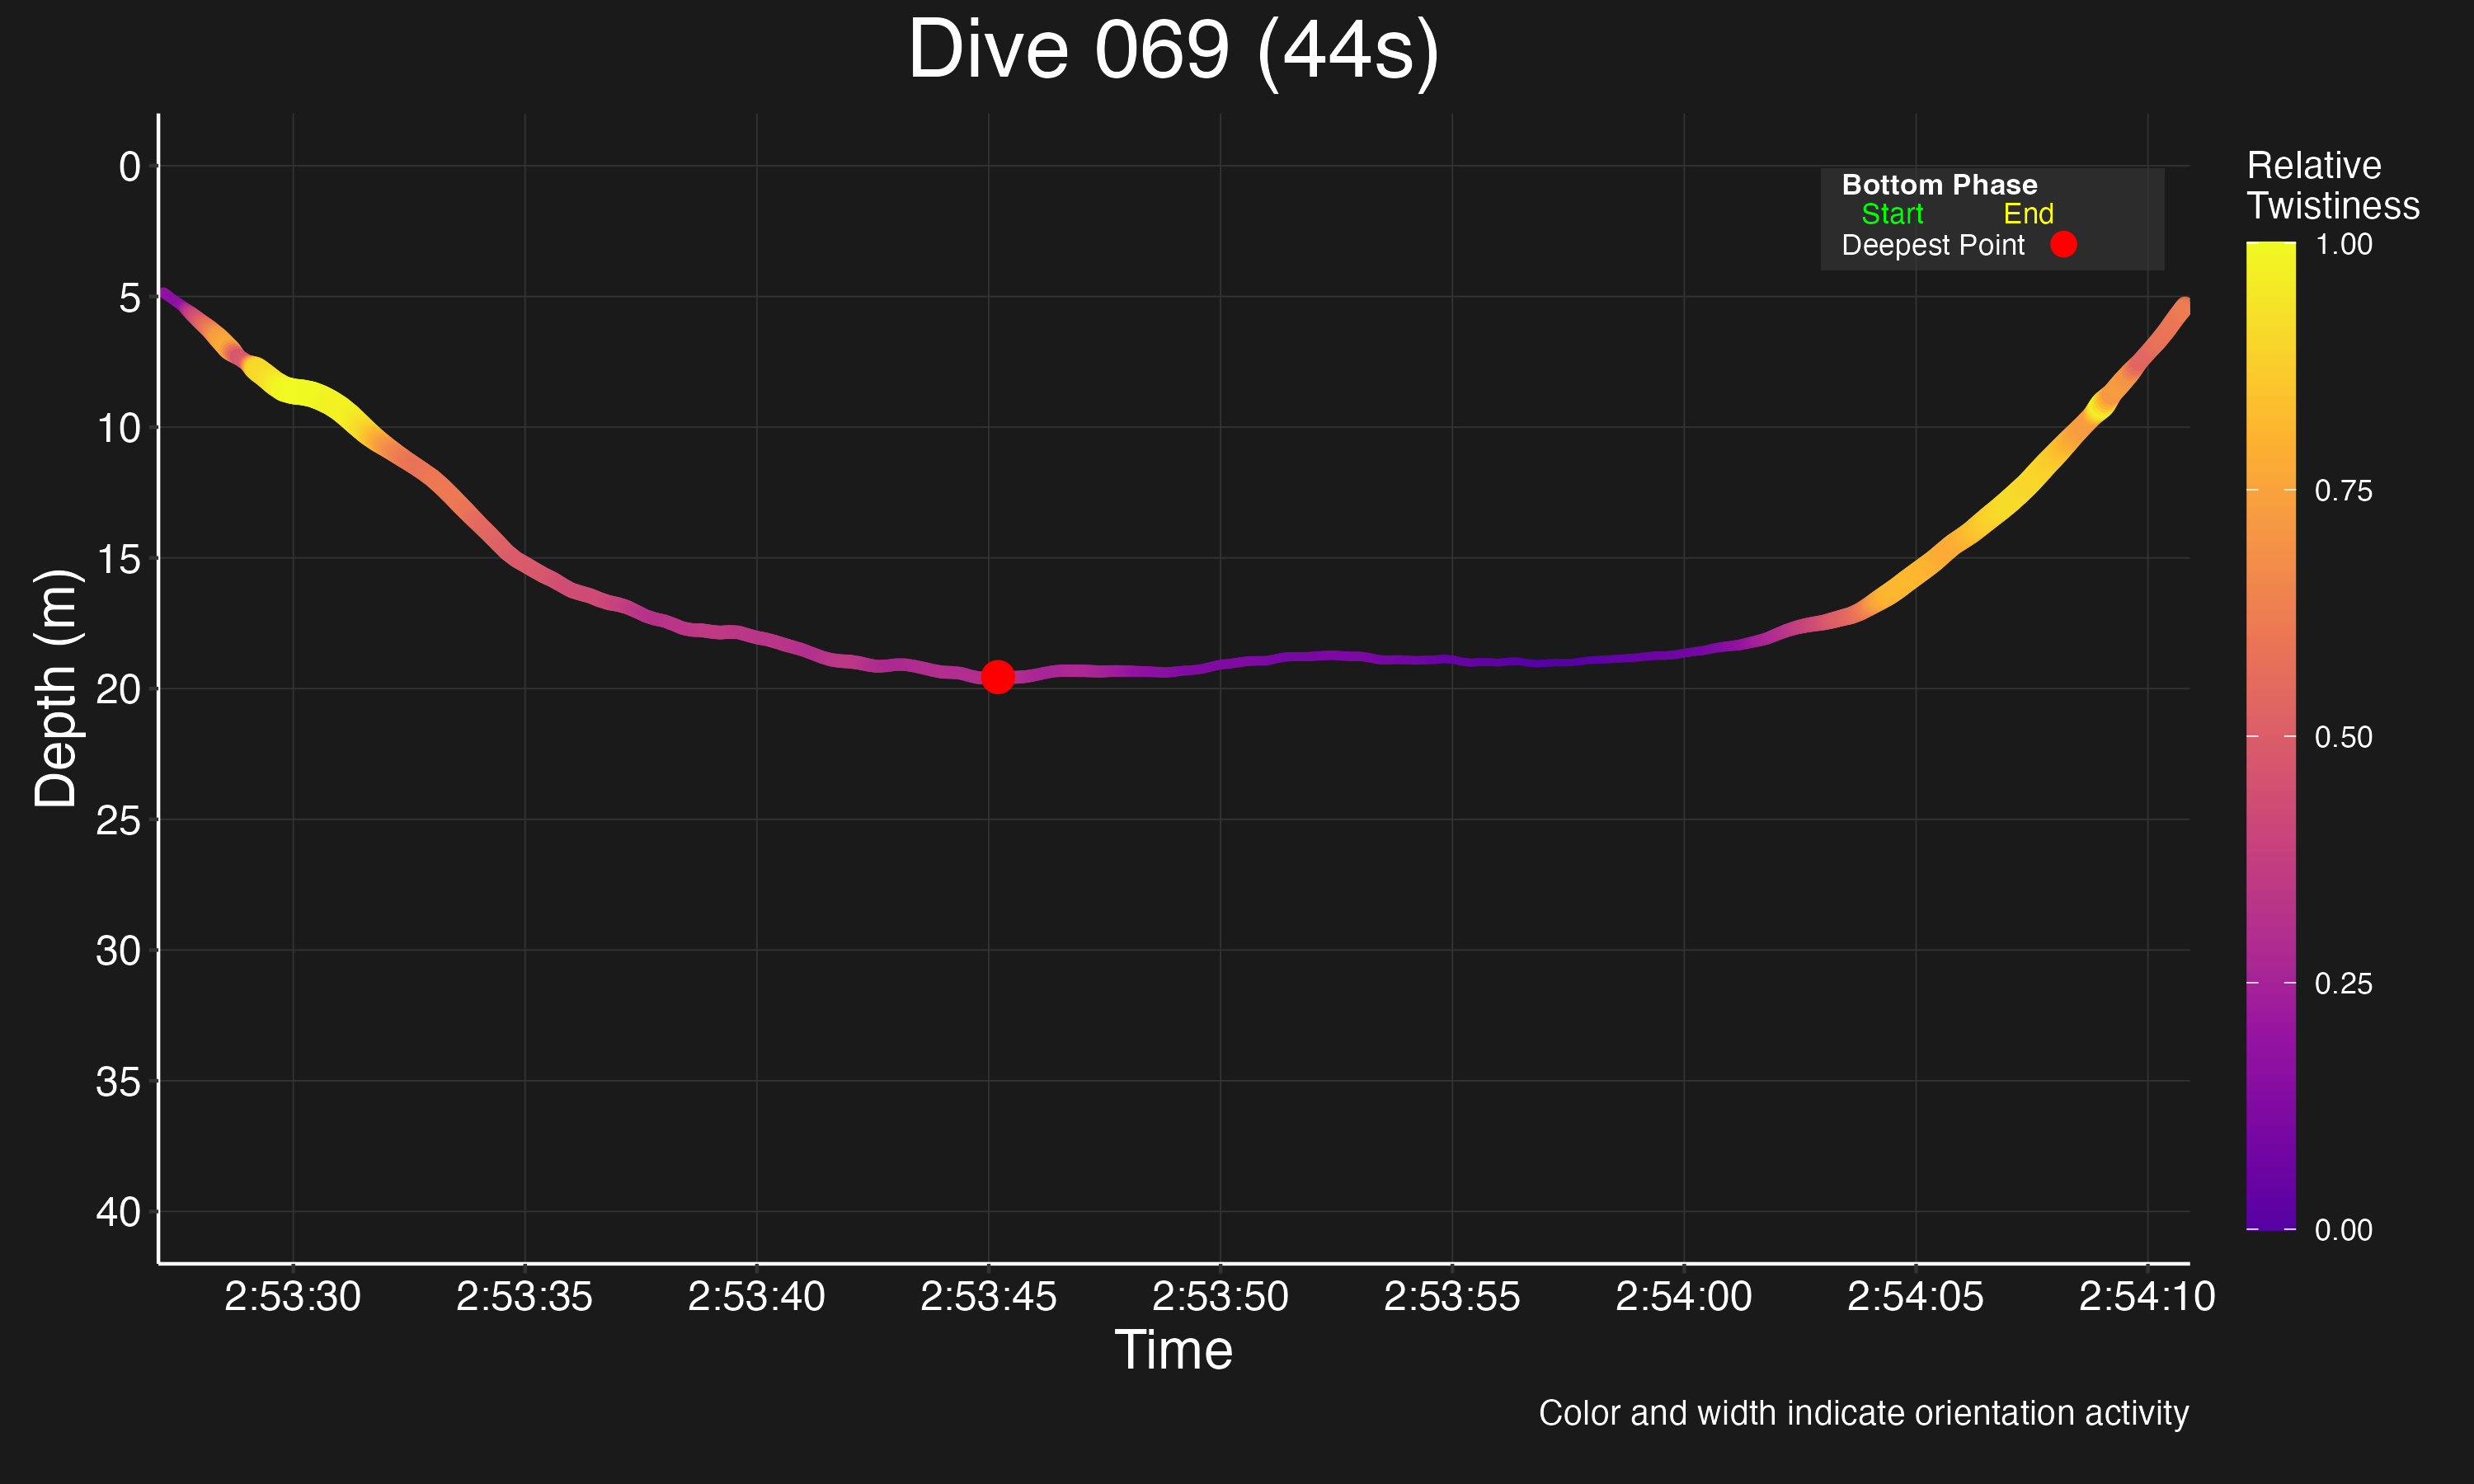 Dive 069 (44s)
Bottom Phase
Start End
Deepest Point
Relative
Twistiness
1.00
0.75
0.50
0.25
0.00
Depth (m)
0
5
10
15
20
25
30
35
40
2:53:30 2:53:35 2:53:40 2:53:45 2:53:50 2:53:55 2:54:00 2:54:05 2:54:10
Time
Color and width indicate orientation activity